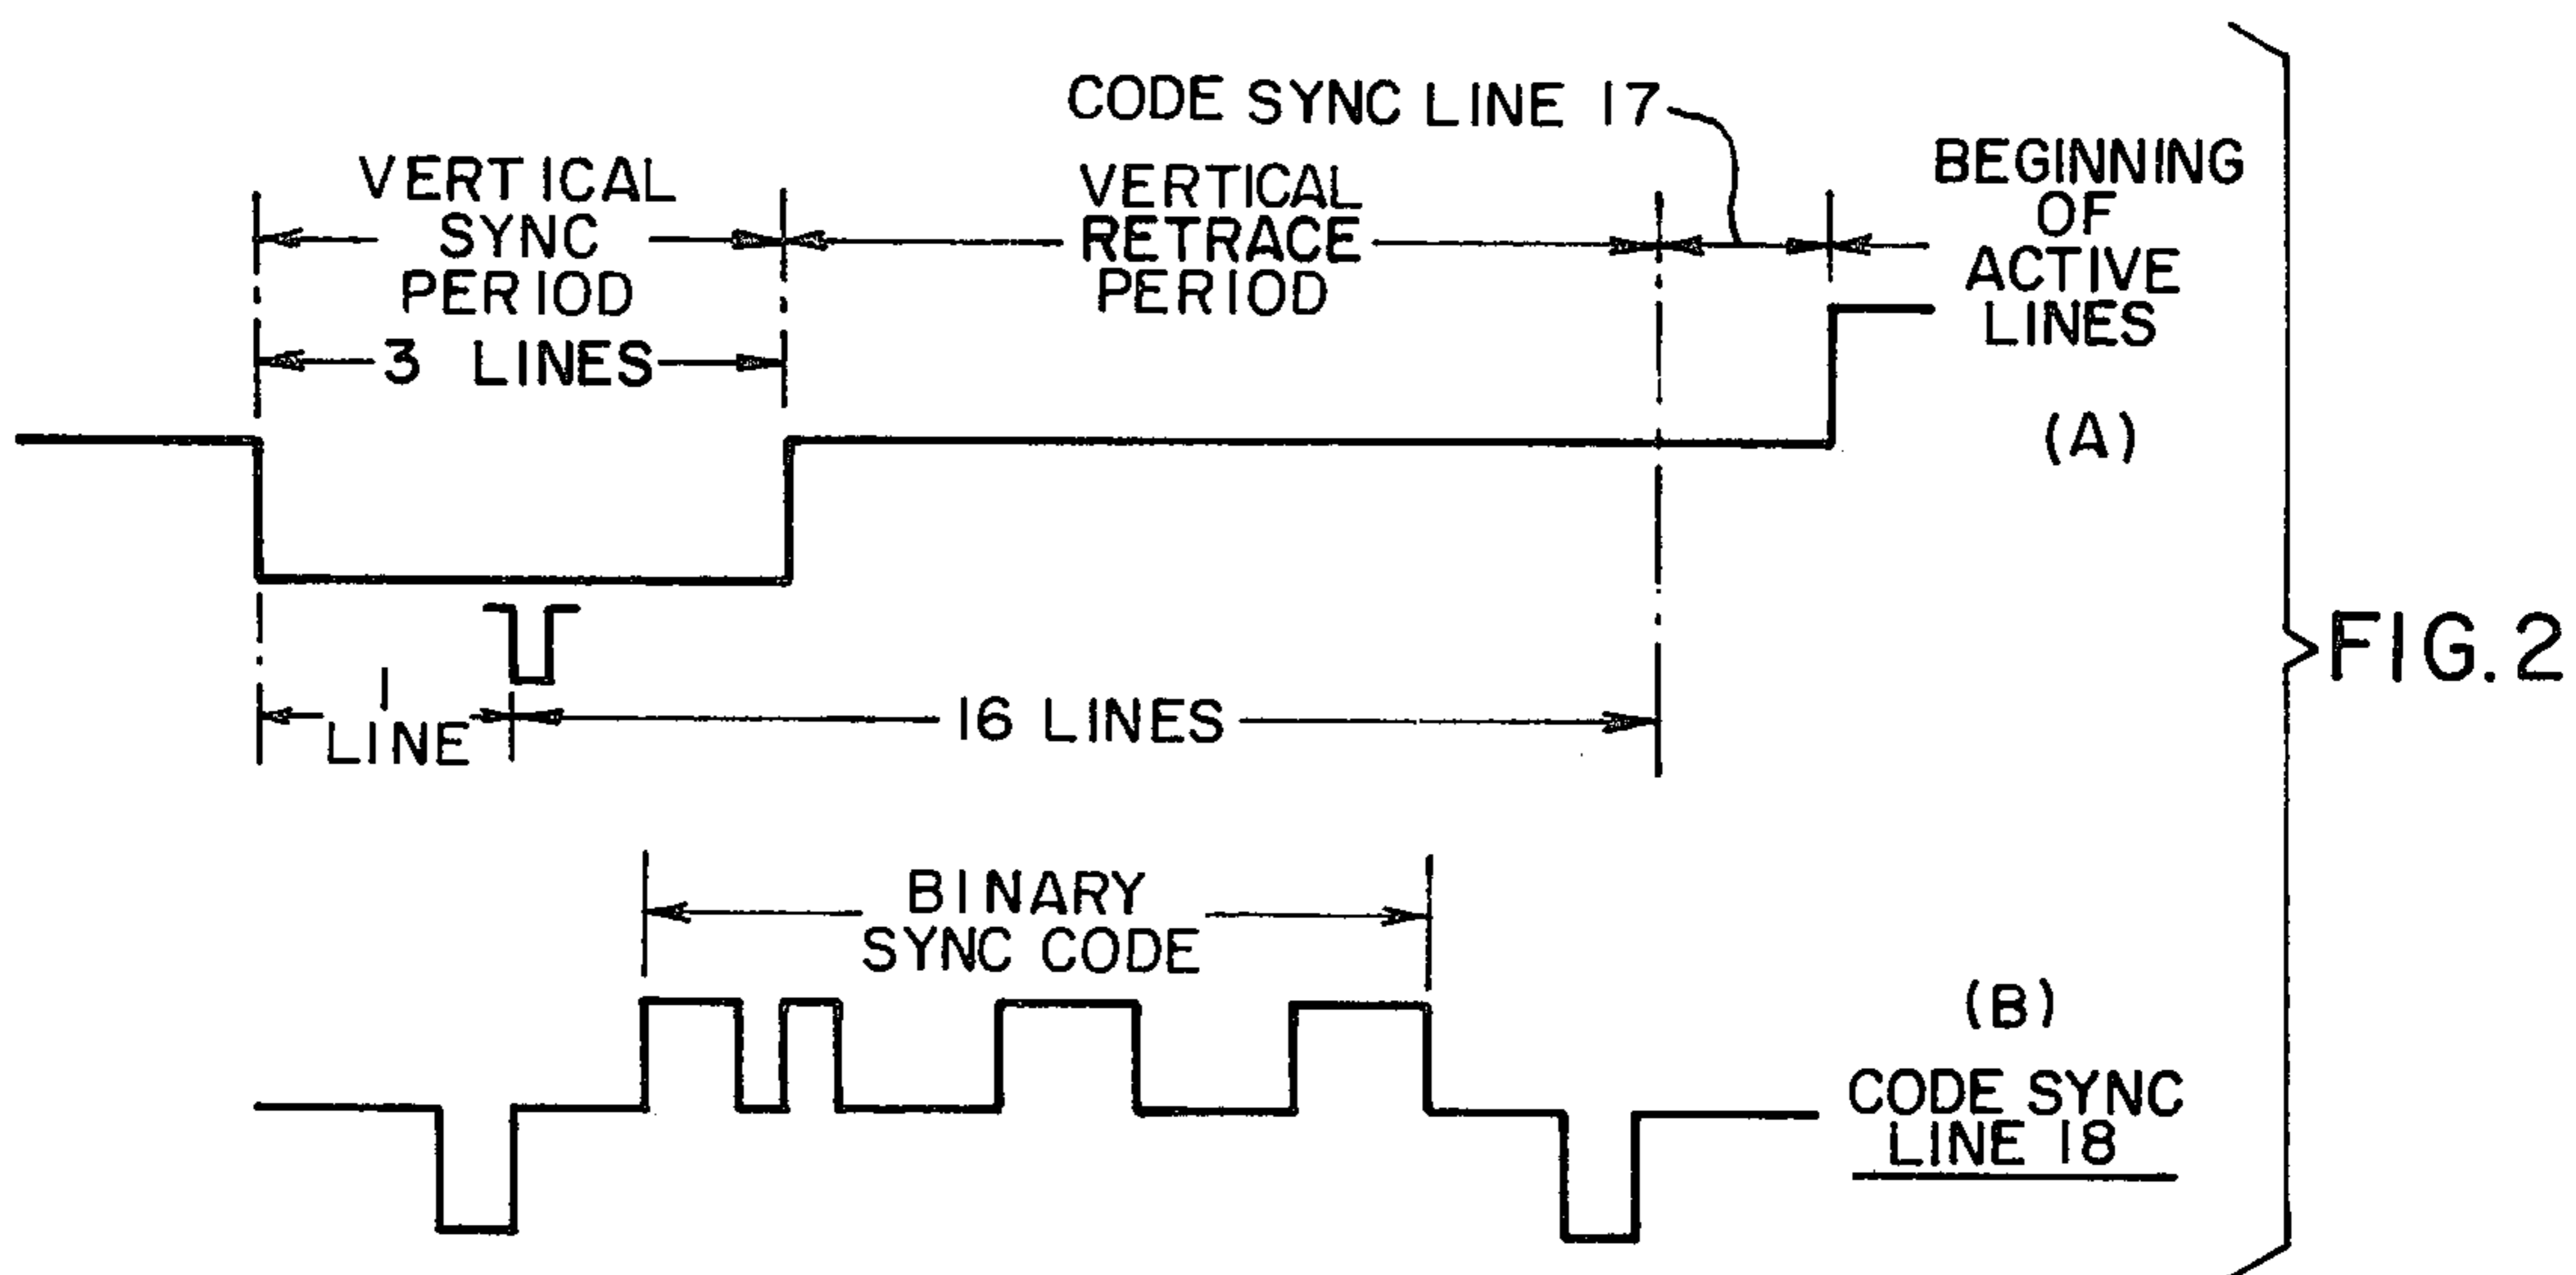 CODE SYNC LINE 17
VERTICAL
SYNC
PERIOD
3 LINES
VERTICAL
RETRACE
PERIOD
BEGINNING
OF
ACTIVE
LINES
(A)
1
LINE
16 LINES
FIG. 2
BINARY
SYNC CODE
(B)
CODE SYNC
LINE 18